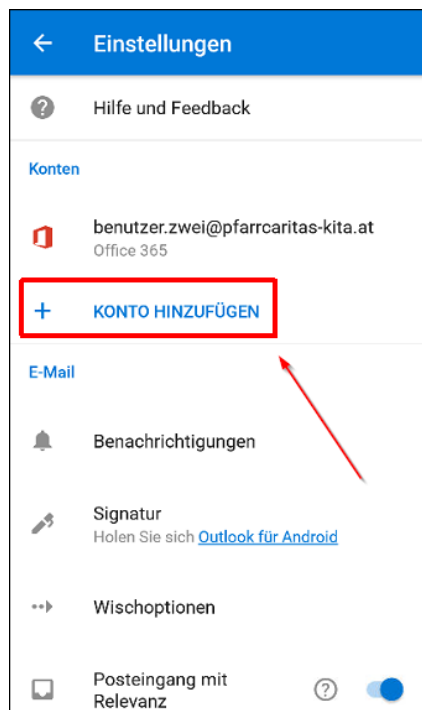 Einstellungen
Hilfe und Feedback
Konten
benutzer.zwei@pfarrcaritas-kita.at
Office 365
KONTO HINZUFÜGEN
E-Mail
Benachrichtigungen
Signatur
Holen Sie sich Outlook für Android
Wischoptionen
Posteingang mit
Relevanz